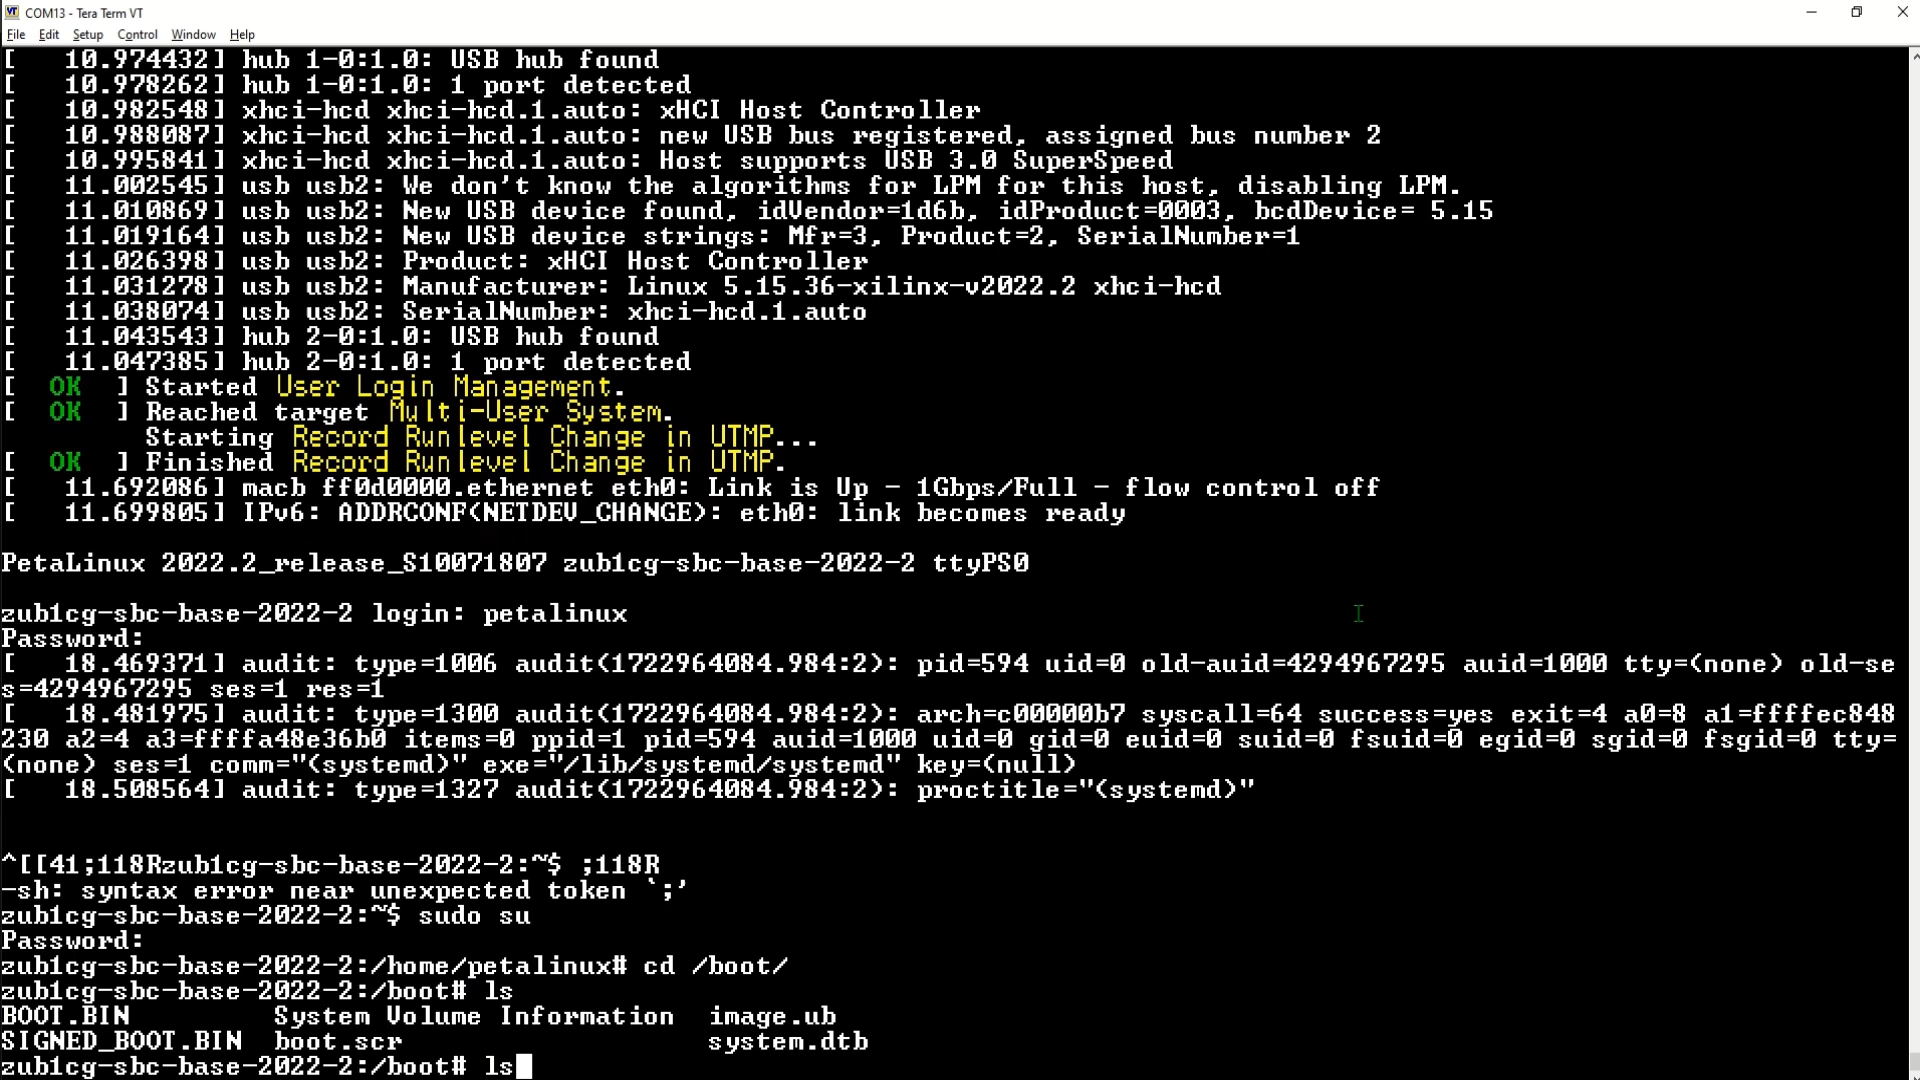 COM13 - Tera Term VT
File Edit Setup Control Window Help
[   10.974432] hub 1-0:1.0: USB hub found
[   10.978262] hub 1-0:1.0: 1 port detected
[   10.982548] xhci-hcd xhci-hcd.1.auto: xHCI Host Controller
[   10.988087] xhci-hcd xhci-hcd.1.auto: new USB bus registered, assigned bus number 2
[   10.995841] xhci-hcd xhci-hcd.1.auto: Host supports USB 3.0 SuperSpeed
[   11.002545] usb usb2: We don't know the algorithms for LPM for this host, disabling LPM.
[   11.010869] usb usb2: New USB device found, idVendor=1d6b, idProduct=0003, bcdDevice= 5.15
[   11.019164] usb usb2: New USB device strings: Mfr=3, Product=2, SerialNumber=1
[   11.026398] usb usb2: Product: xHCI Host Controller
[   11.031278] usb usb2: Manufacturer: Linux 5.15.36-xilinx-v2022.2 xhci-hcd
[   11.038074] usb usb2: SerialNumber: xhci-hcd.1.auto
[   11.043543] hub 2-0:1.0: USB hub found
[   11.047385] hub 2-0:1.0: 1 port detected
[  OK  ] Started User Login Management.
[  OK  ] Reached target Multi-User System.
         Starting Record Runlevel Change in UTMP...
[  OK  ] Finished Record Runlevel Change in UTMP.
[   11.692086] macb ff0d0000.ethernet eth0: Link is Up - 1Gbps/Full - flow control off
[   11.699805] IPv6: ADDRCONF(NETDEV_CHANGE): eth0: link becomes ready
PetaLinux 2022.2_release_S10071807 zub1cg-sbc-base-2022-2 ttyPS0
zub1cg-sbc-base-2022-2 login: petalinux
Password:
[   18.469371] audit: type=1006 audit(1722964084.984:2): pid=594 uid=0 old-auid=4294967295 auid=1000 tty=(none) old-se
s=4294967295 ses=1 res=1
[   18.481975] audit: type=1300 audit(1722964084.984:2): arch=c00000b7 syscall=64 success=yes exit=4 a0=8 a1=ffffec848
230 a2=4 a3=ffffa48e36b0 items=0 ppid=1 pid=594 auid=1000 uid=0 gid=0 euid=0 suid=0 fsuid=0 egid=0 sgid=0 fsgid=0 tty=
(none) ses=1 comm="(systemd)" exe="/lib/systemd/systemd" key=(null)
[   18.508564] audit: type=1327 audit(1722964084.984:2): proctitle="(systemd)"
^[[41;118Rzub1cg-sbc-base-2022-2:~$ ;118R
-sh: syntax error near unexpected token `;'
zub1cg-sbc-base-2022-2:~$ sudo su
Password:
zub1cg-sbc-base-2022-2:/home/petalinux# cd /boot/
zub1cg-sbc-base-2022-2:/boot# ls
BOOT.BIN         System Volume Information  image.ub
SIGNED_BOOT.BIN  boot.scr                   system.dtb
zub1cg-sbc-base-2022-2:/boot# ls